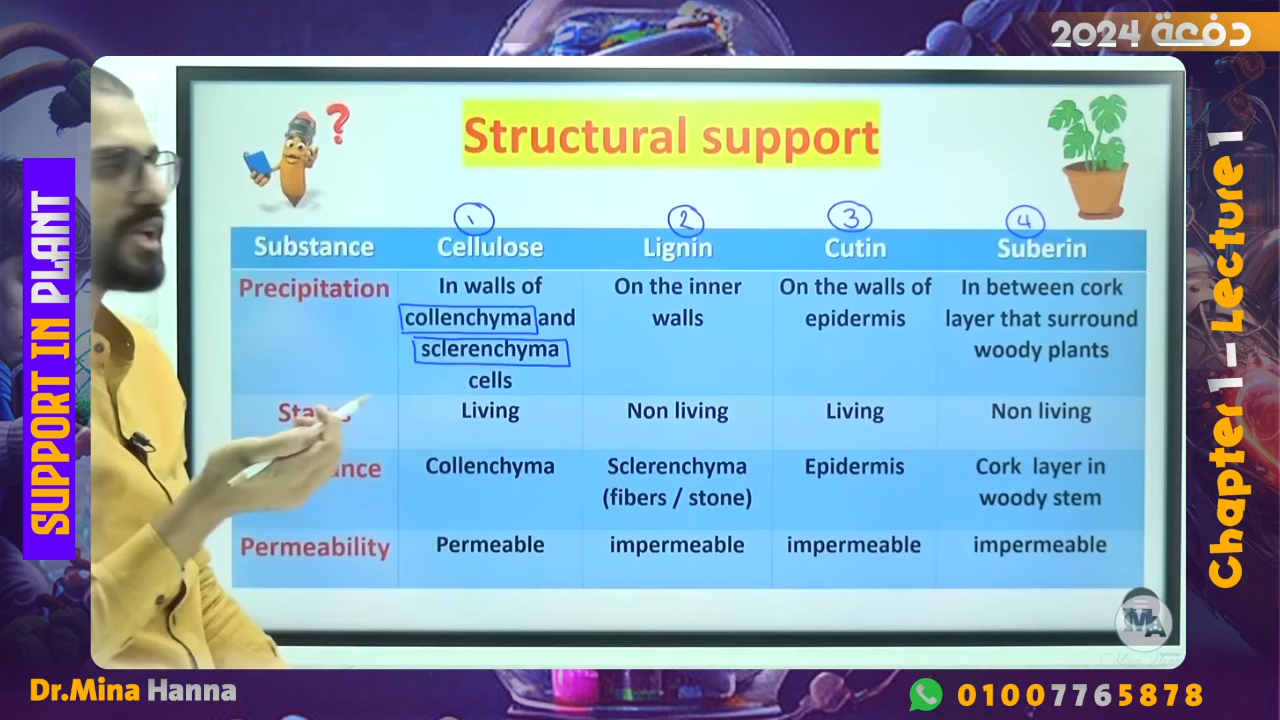 دفعة 2024
SUPPORT IN PLANT
Chapter 1 - Lecture 1
?
Structural support
1 2 3 4
Substance Cellulose Lignin Cutin Suberin
Precipitation
In walls of
collenchyma and
sclerenchyma
cells
On the inner
walls
On the walls of
epidermis
In between cork
layer that surround
woody plants
Living Non living Living Non living
Collenchyma
Sclerenchyma
(fibers / stone)
Epidermis
Cork layer in
woody stem
Permeability Permeable impermeable impermeable impermeable
MA
Dr.Mina Hanna
01007765878